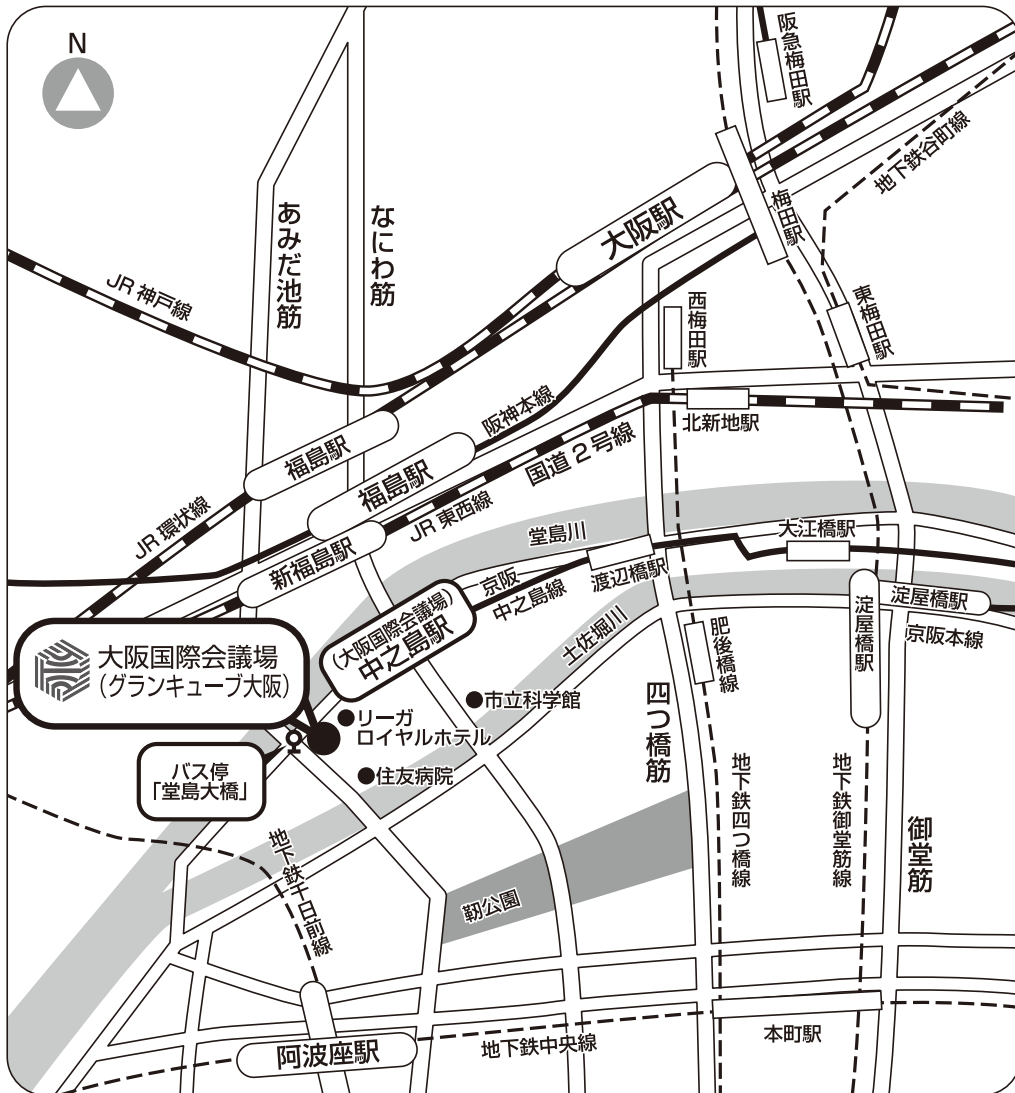 N
阪急梅田駅
地下鉄谷町線
梅田駅
大阪駅
あみだ池筋
なにわ筋
JR 神戸線
西梅田駅
東梅田駅
阪神本線
北新地駅
福島駅
福島駅
国道2号線
JR 環状線
JR 東西線
新福島駅
堂島川
大江橋駅
渡辺橋駅
京阪
中之島線
(大阪国際会議場)
中之島駅
淀屋橋駅
淀屋橋駅
京阪本線
土佐堀川
肥後橋線
大阪国際会議場
(グランキューブ大阪)
市立科学館
リーガ
ロイヤルホテル
四つ橋筋
バス停
「堂島大橋」
住友病院
地下鉄四つ橋線
地下鉄御堂筋線
御堂筋
地下鉄千日前線
靭公園
本町駅
地下鉄中央線
阿波座駅